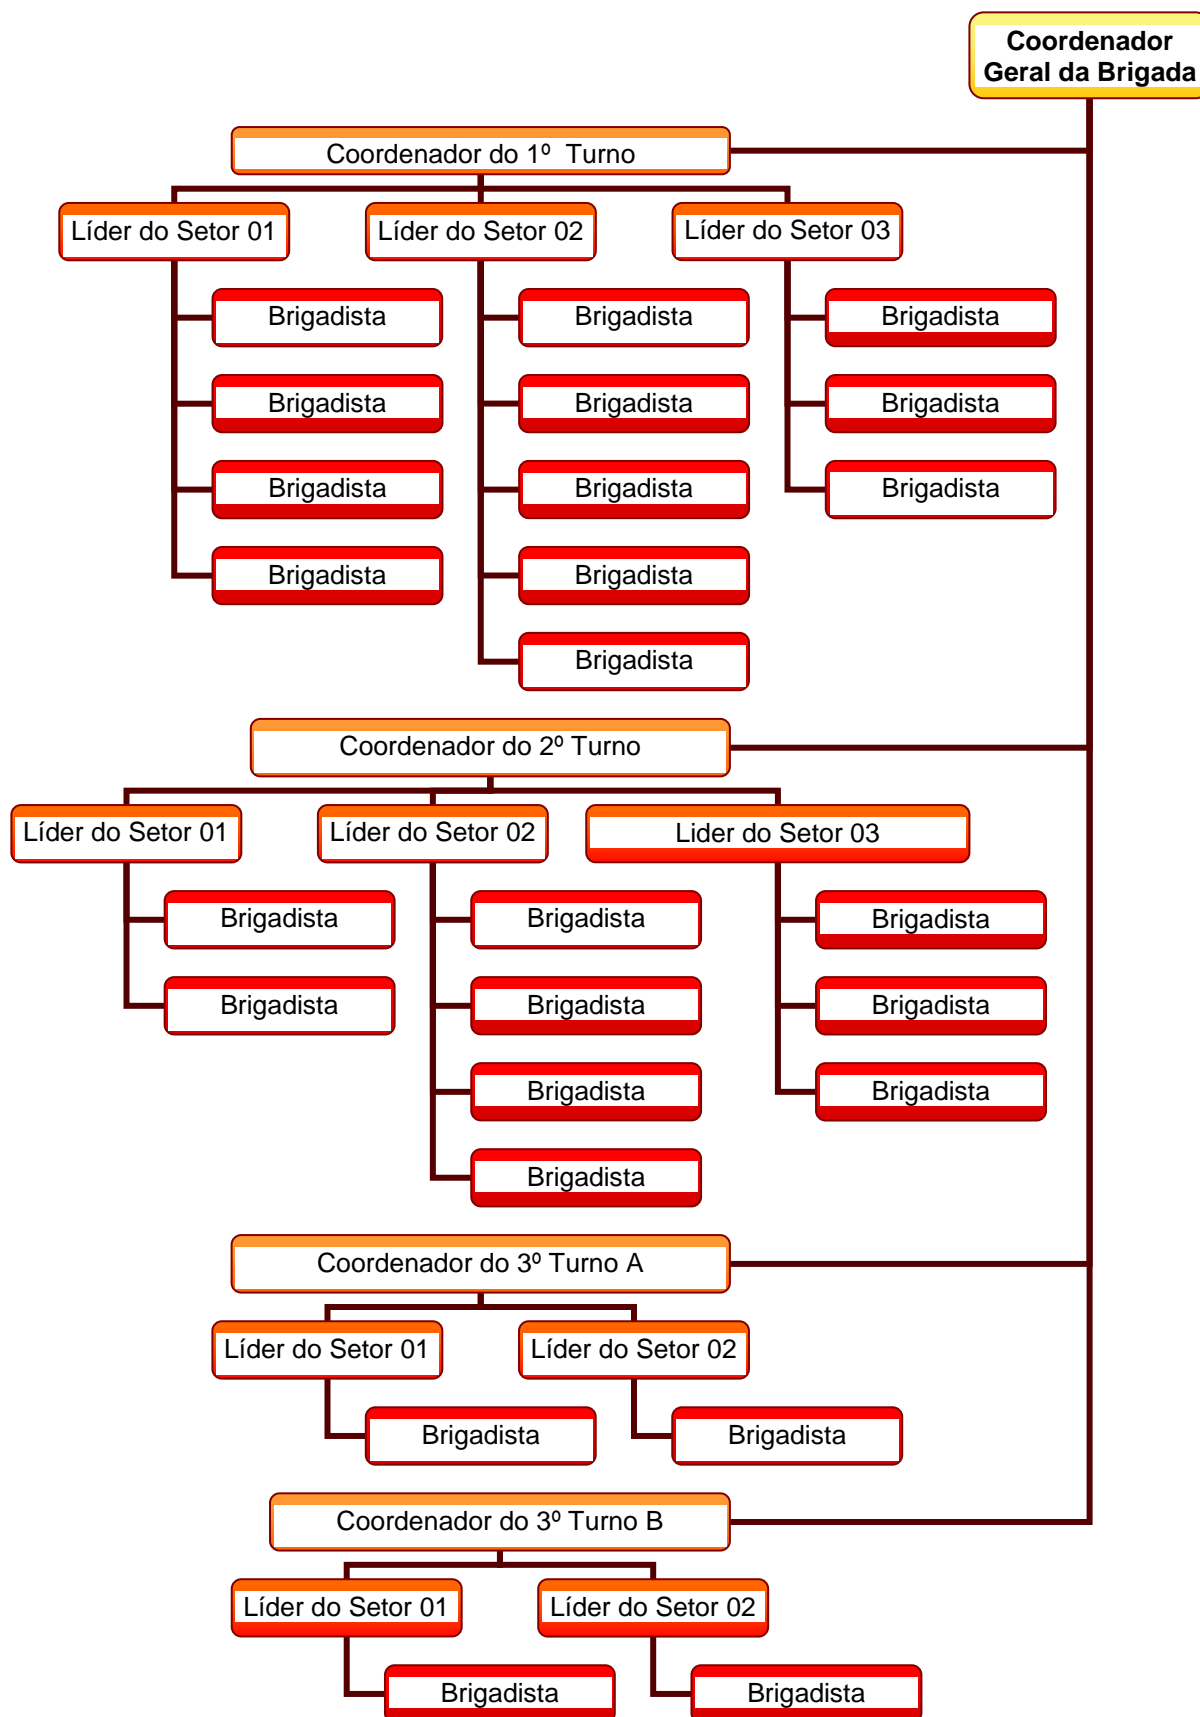 Coordenador
Geral da Brigada
Coordenador do 1º  Turno
Líder do Setor 01
Líder do Setor 02
Líder do Setor 03
Brigadista
Brigadista
Brigadista
Brigadista
Brigadista
Brigadista
Brigadista
Brigadista
Brigadista
Brigadista
Brigadista
Brigadista
Coordenador do 2º Turno
Líder do Setor 01
Líder do Setor 02
Lider do Setor 03
Brigadista
Brigadista
Brigadista
Brigadista
Brigadista
Brigadista
Brigadista
Brigadista
Brigadista
Coordenador do 3º Turno A
Líder do Setor 01
Líder do Setor 02
Brigadista
Brigadista
Coordenador do 3º Turno B
Líder do Setor 01
Líder do Setor 02
Brigadista
Brigadista